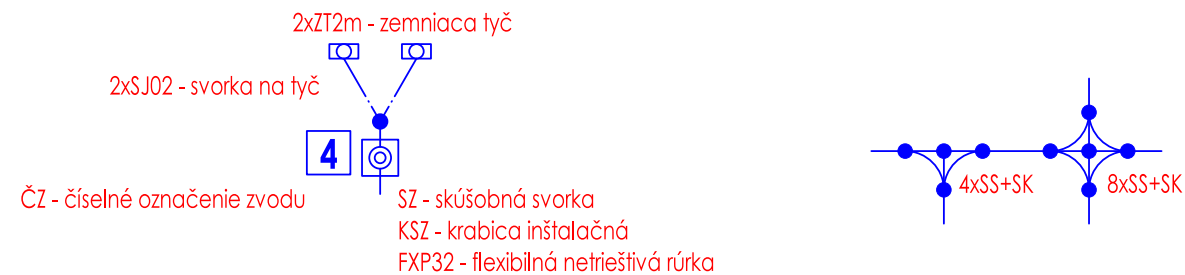 2xZT2m - zemniaca tyč
2xSJ02 - svorka na tyč
4
ČZ - číselné označenie zvodu
SZ - skúšobná svorka
KSZ - krabica inštalačná
FXP32 - flexibilná netrieštivá rúrka
4xSS+SK
8xSS+SK